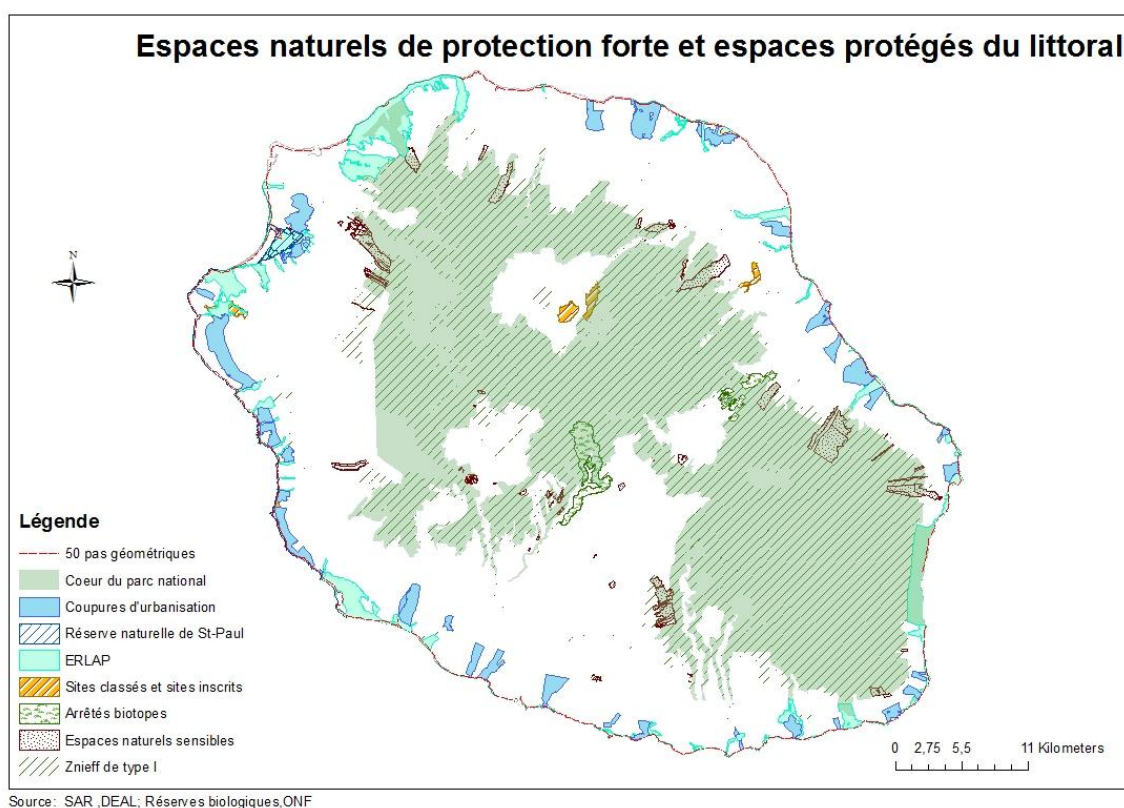 Espaces naturels de protection forte et espaces protégés du littoral
N
Légende
50 pas géométriques
Coeur du parc national
Coupures d'urbanisation
Réserve naturelle de St-Paul
ERLAP
Sites classés et sites inscrits
Arrêtés biotopes
Espaces naturels sensibles
Znieff de type I
0 2,75 5,5 11 Kilometers
Source: SAR ,DEAL; Réserves biologiques,ONF